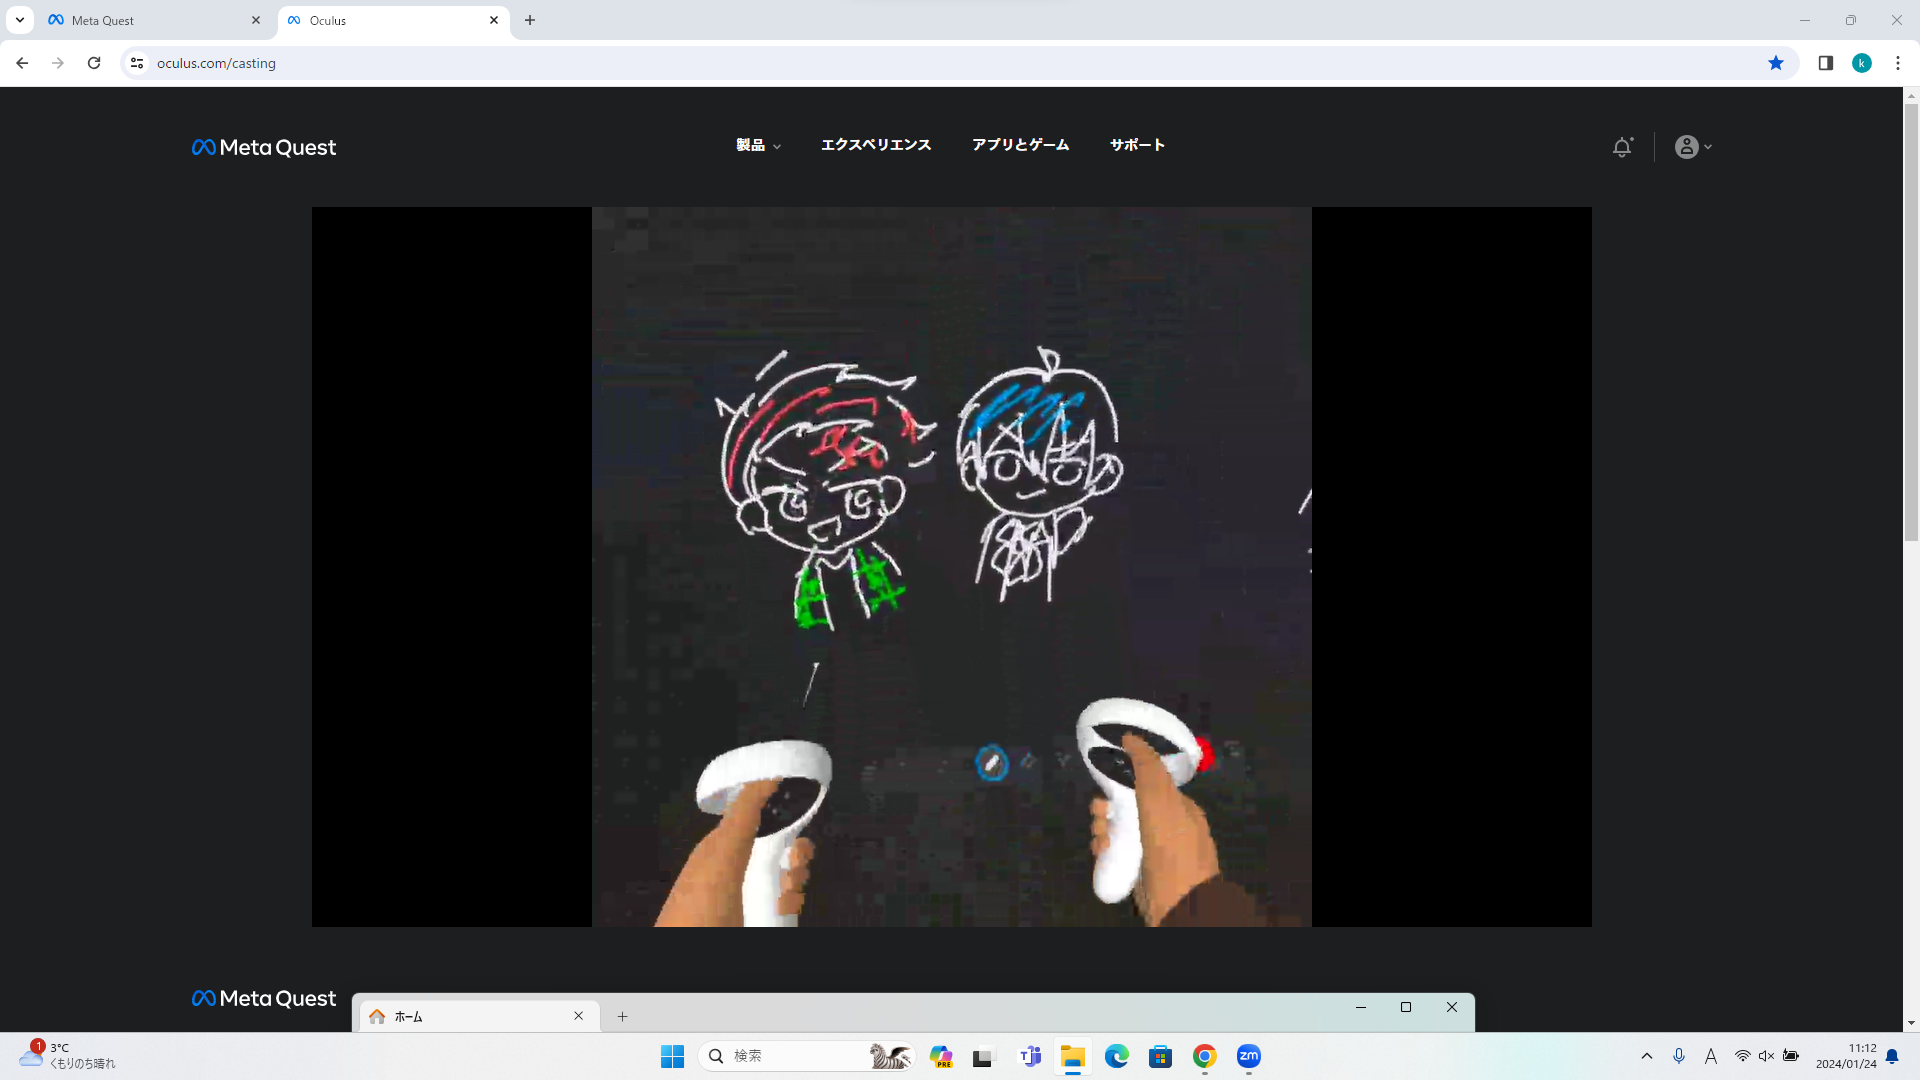 Meta Quest
Oculus
oculus.com/casting
k
Meta Quest
製品
エクスペリエンス
アプリとゲーム
サポート
Meta Quest
ホーム
1
3°C
くもりのち晴れ
検索
PRE
zm
A
11:12
2024/01/24